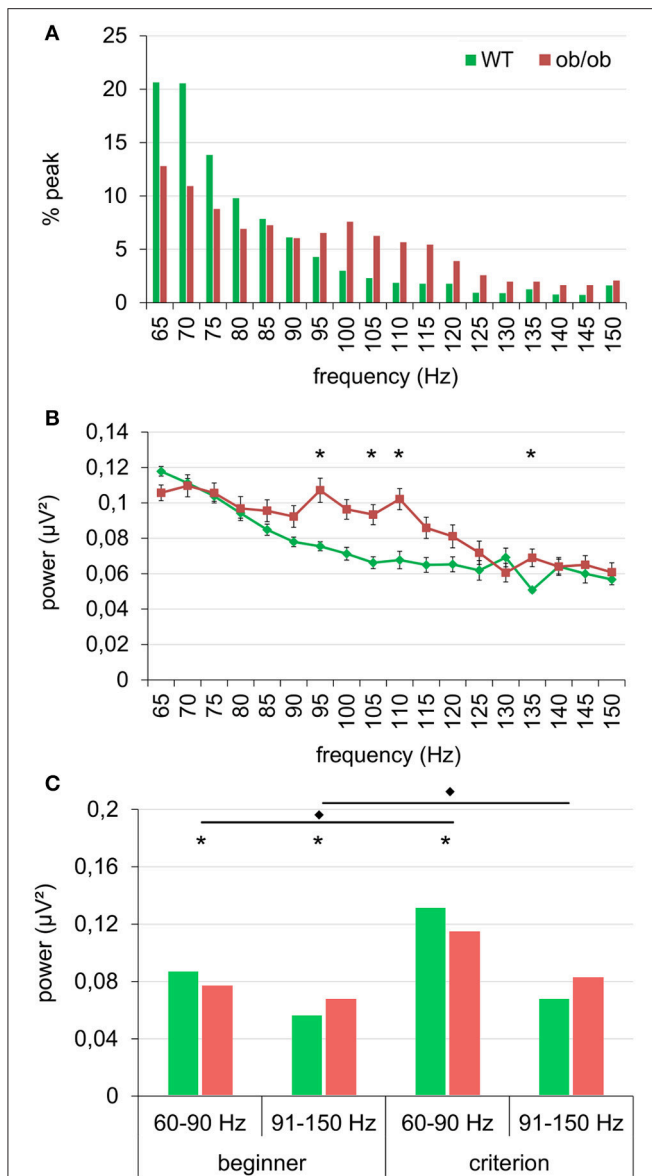 A
WT ob/ob
25
20
15
10
5
0
% peak
65 70 75 80 85 90 95 100 105 110 115 120 125 130 135 140 145 150
frequency (Hz)
B
0,14
0,12
0,1
0,08
0,06
0,04
0,02
0
power (µV²)
* * * *
65 70 75 80 85 90 95 100 105 110 115 120 125 130 135 140 145 150
frequency (Hz)
C
0,2
0,16
0,12
0,08
0,04
0
power (µV²)
* * *
60-90 Hz 91-150 Hz 60-90 Hz 91-150 Hz
beginner criterion